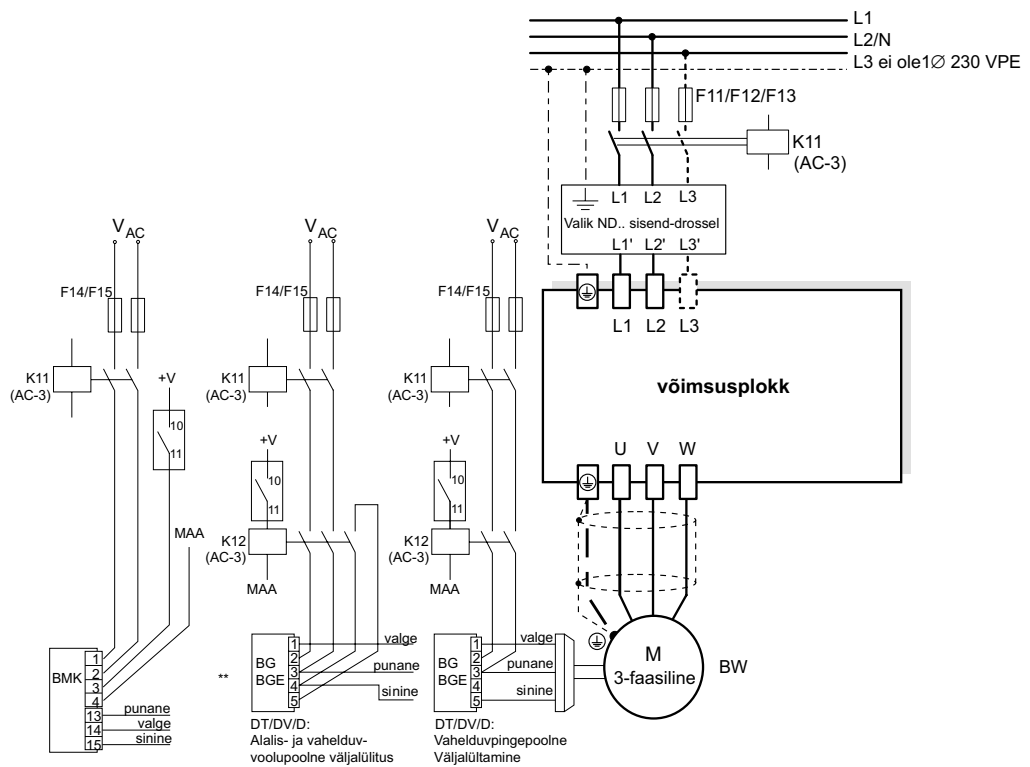 L1
L2/N
L3 ei ole1∅ 230 VPE
F11/F12/F13
K11
(AC-3)
L1 L2 L3
Valik ND.. sisend-drossel
L1' L2' L3'
L1 L2 L3
võimsusplokk
U V W
M
3-faasiline
BW
VAC
F14/F15
K11
(AC-3)
+V
10
11
MAA
BMK
1
2
3
4
13
14
15
punane
valge
sinine
VAC
F14/F15
K11
(AC-3)
+V
10
11
K12
(AC-3)
MAA
**
BG
BGE
1
2
3
4
5
valge
punane
sinine
DT/DV/D:
Alalis- ja vahelduv-
voolupoolne väljalülitus
VAC
F14/F15
K11
(AC-3)
+V
10
11
K12
(AC-3)
MAA
BG
BGE
1
2
3
4
5
valge
punane
sinine
DT/DV/D:
Vahelduvpingepoolne
Väljalültamine